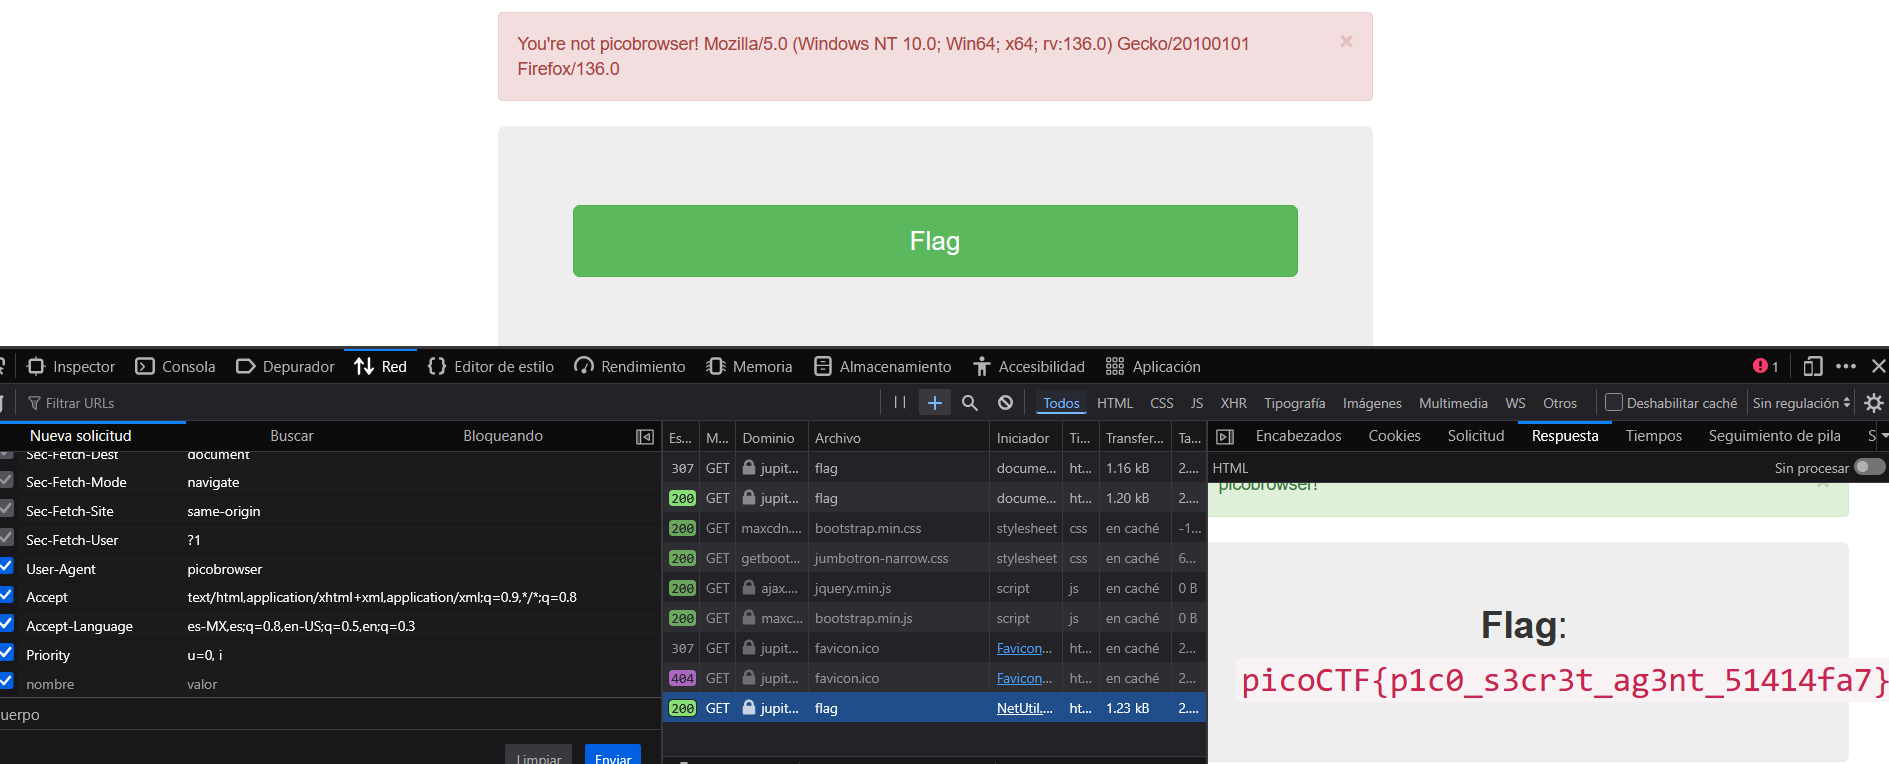 You're not picobrowser! Mozilla/5.0 (Windows NT 10.0; Win64; x64; rv:136.0) Gecko/20100101
Firefox/136.0
×
Flag
Inspector Consola Depurador Red Editor de estilo Rendimiento Memoria Almacenamiento Accesibilidad Aplicación 1
Filtrar URLs Todos HTML CSS JS XHR Tipografía Imágenes Multimedia WS Otros Deshabilitar caché Sin regulación
Nueva solicitud Buscar Bloqueando
Sec-Fetch-Dest document
Sec-Fetch-Mode navigate
Sec-Fetch-Site same-origin
Sec-Fetch-User ?1
User-Agent picobrowser
Accept text/html,application/xhtml+xml,application/xml;q=0.9,*/*;q=0.8
Accept-Language es-MX,es;q=0.8,en-US;q=0.5,en;q=0.3
Priority u=0, i
nombre valor
uerpo
Limpiar Enviar
Es... M... Dominio Archivo Iniciador Ti... Transfer... Ta...
307 GET jupit... flag docume... ht... 1.16 kB 2....
200 GET jupit... flag docume... ht... 1.20 kB 2....
200 GET maxcdn.... bootstrap.min.css stylesheet css en caché -1...
200 GET getboot... jumbotron-narrow.css stylesheet css en caché 6...
200 GET ajax.... jquery.min.js script js en caché 0 B
200 GET maxc... bootstrap.min.js script js en caché 0 B
307 GET jupit... favicon.ico Favicon... ht... en caché 2...
404 GET jupit... favicon.ico Favicon... ht... en caché 2...
200 GET jupit... flag NetUtil.... ht... 1.23 kB 2....
Encabezados Cookies Solicitud Respuesta Tiempos Seguimiento de pila S
HTML Sin procesar
picobrowser!
Flag:
picoCTF{p1c0_s3cr3t_ag3nt_51414fa7}